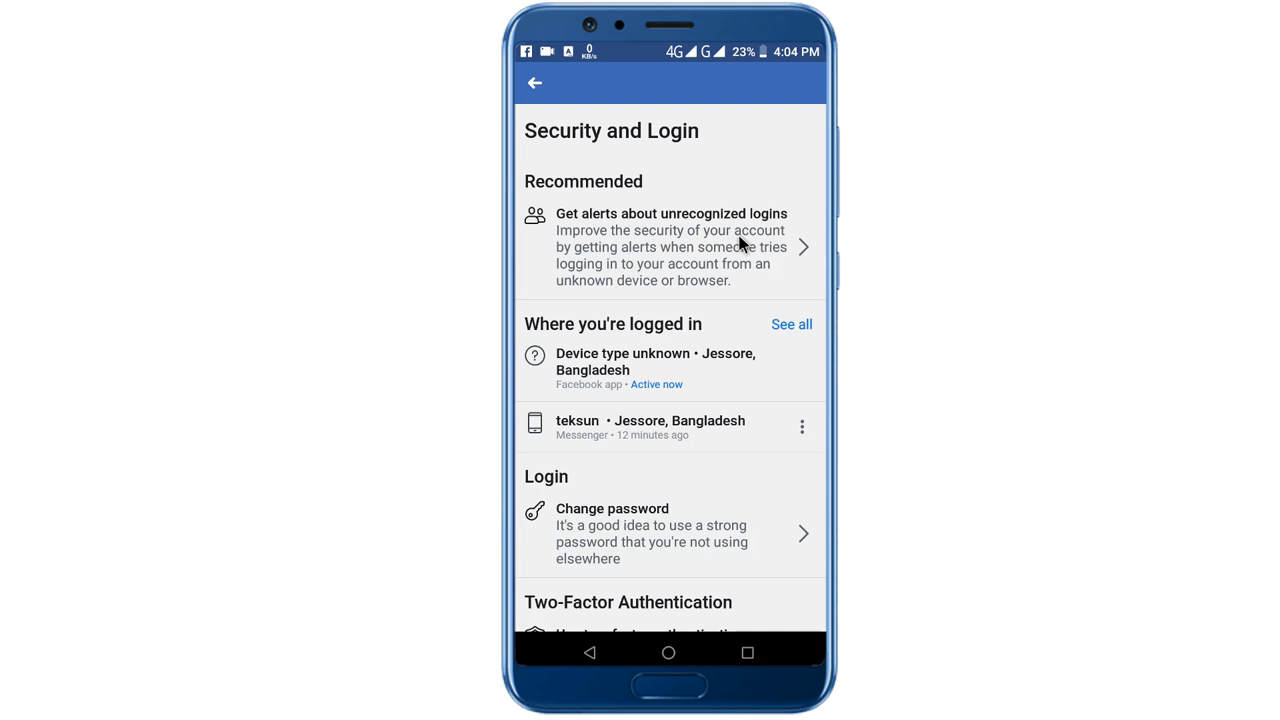 0
KB/s
4G G 23% 4:04 PM
Security and Login
Recommended
Get alerts about unrecognized logins
Improve the security of your account
by getting alerts when someone tries
logging in to your account from an
unknown device or browser.
Where you're logged in See all
Device type unknown • Jessore,
Bangladesh
Facebook app • Active now
teksun • Jessore, Bangladesh
Messenger • 12 minutes ago
Login
Change password
It's a good idea to use a strong
password that you're not using
elsewhere
Two-Factor Authentication